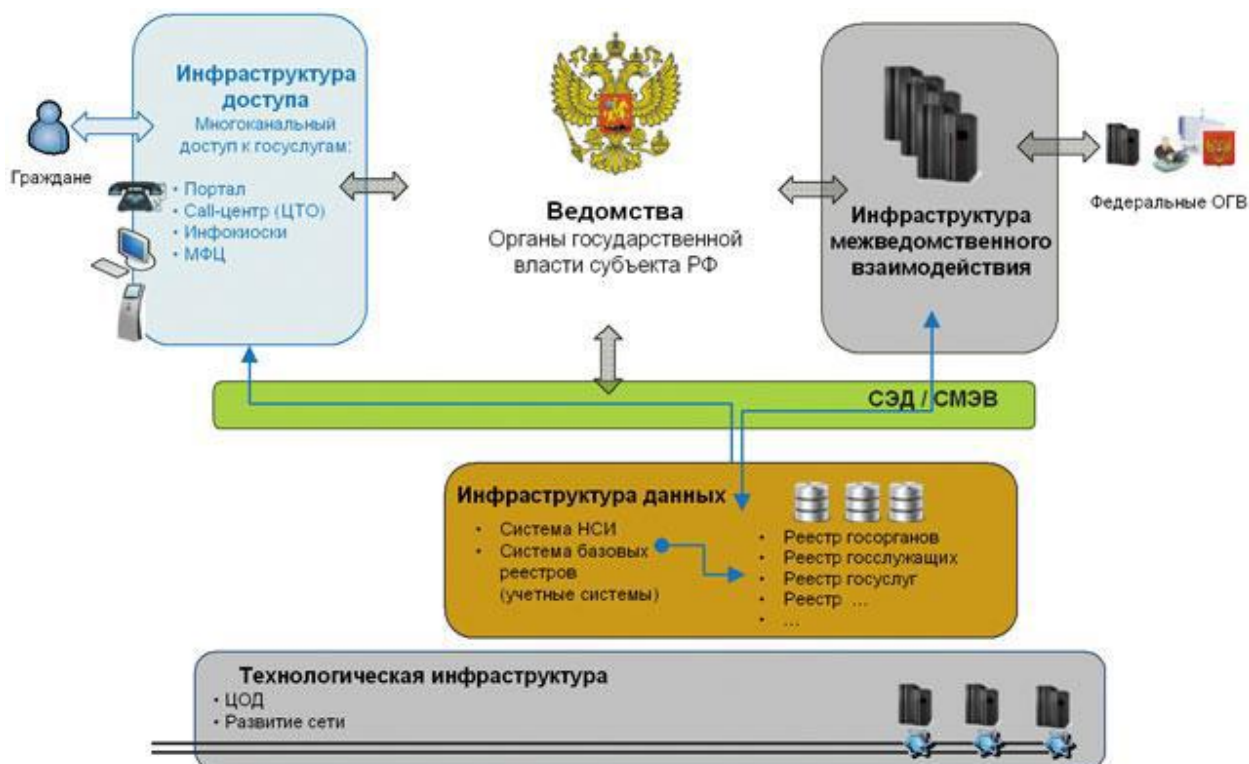 Инфраструктура
доступа
Многоканальный
доступ к госуслугам:
• Портал
• Call-центр (ЦТО)
• Инфокиоски
• МФЦ
Граждане
Ведомства
Органы государственной
власти субъекта РФ
Инфраструктура
межведомственного
взаимодействия
Федеральные ОГВ
СЭД / СМЭВ
Инфраструктура данных
• Система НСИ
• Система базовых
реестров
(учетные системы)
• Реестр госорганов
• Реестр госслужащих
• Реестр госуслуг
• Реестр ...
• ...
Технологическая инфраструктура
• ЦОД
• Развитие сети